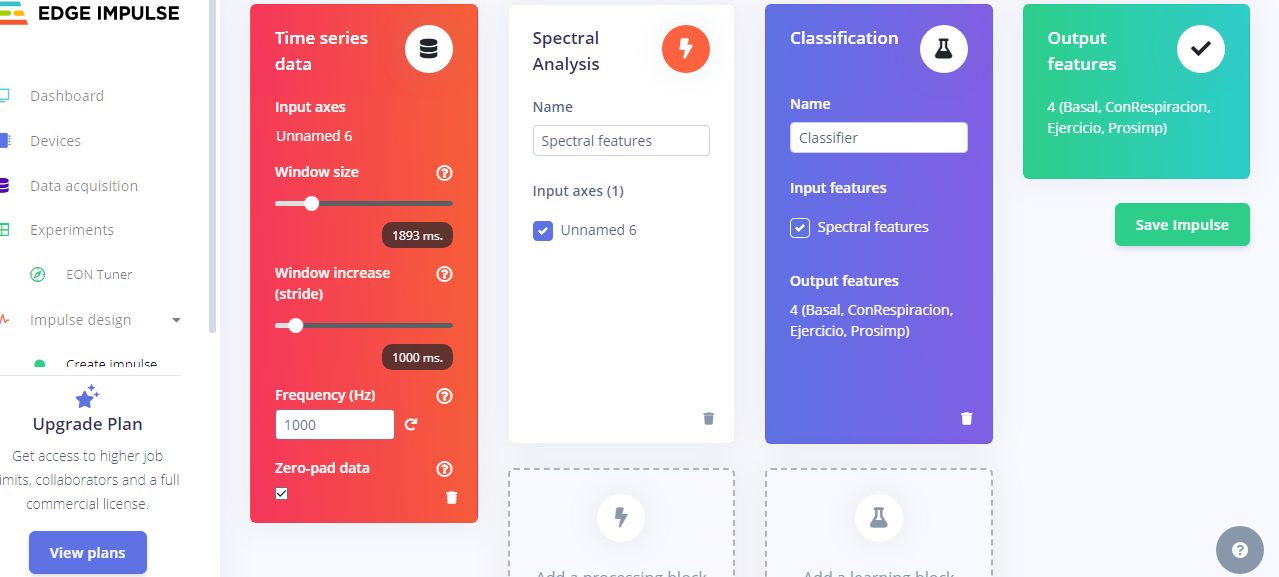 EDGE IMPULSE
Dashboard
Devices
Data acquisition
Experiments
EON Tuner
Impulse design
Create impulse
Upgrade Plan
Get access to higher job
imits, collaborators and a full
commercial license.
View plans
Time series
data
Input axes
Unnamed 6
Window size
1893 ms.
Window increase
(stride)
1000 ms.
Frequency (Hz)
1000
Zero-pad data
Spectral
Analysis
Name
Spectral features
Input axes (1)
Unnamed 6
Add a processing block
Classification
Name
Classifier
Input features
Spectral features
Output features
4 (Basal, ConRespiracion,
Ejercicio, Prosimp)
Add a learning block
Output
features
4 (Basal, ConRespiracion,
Ejercicio, Prosimp)
Save Impulse